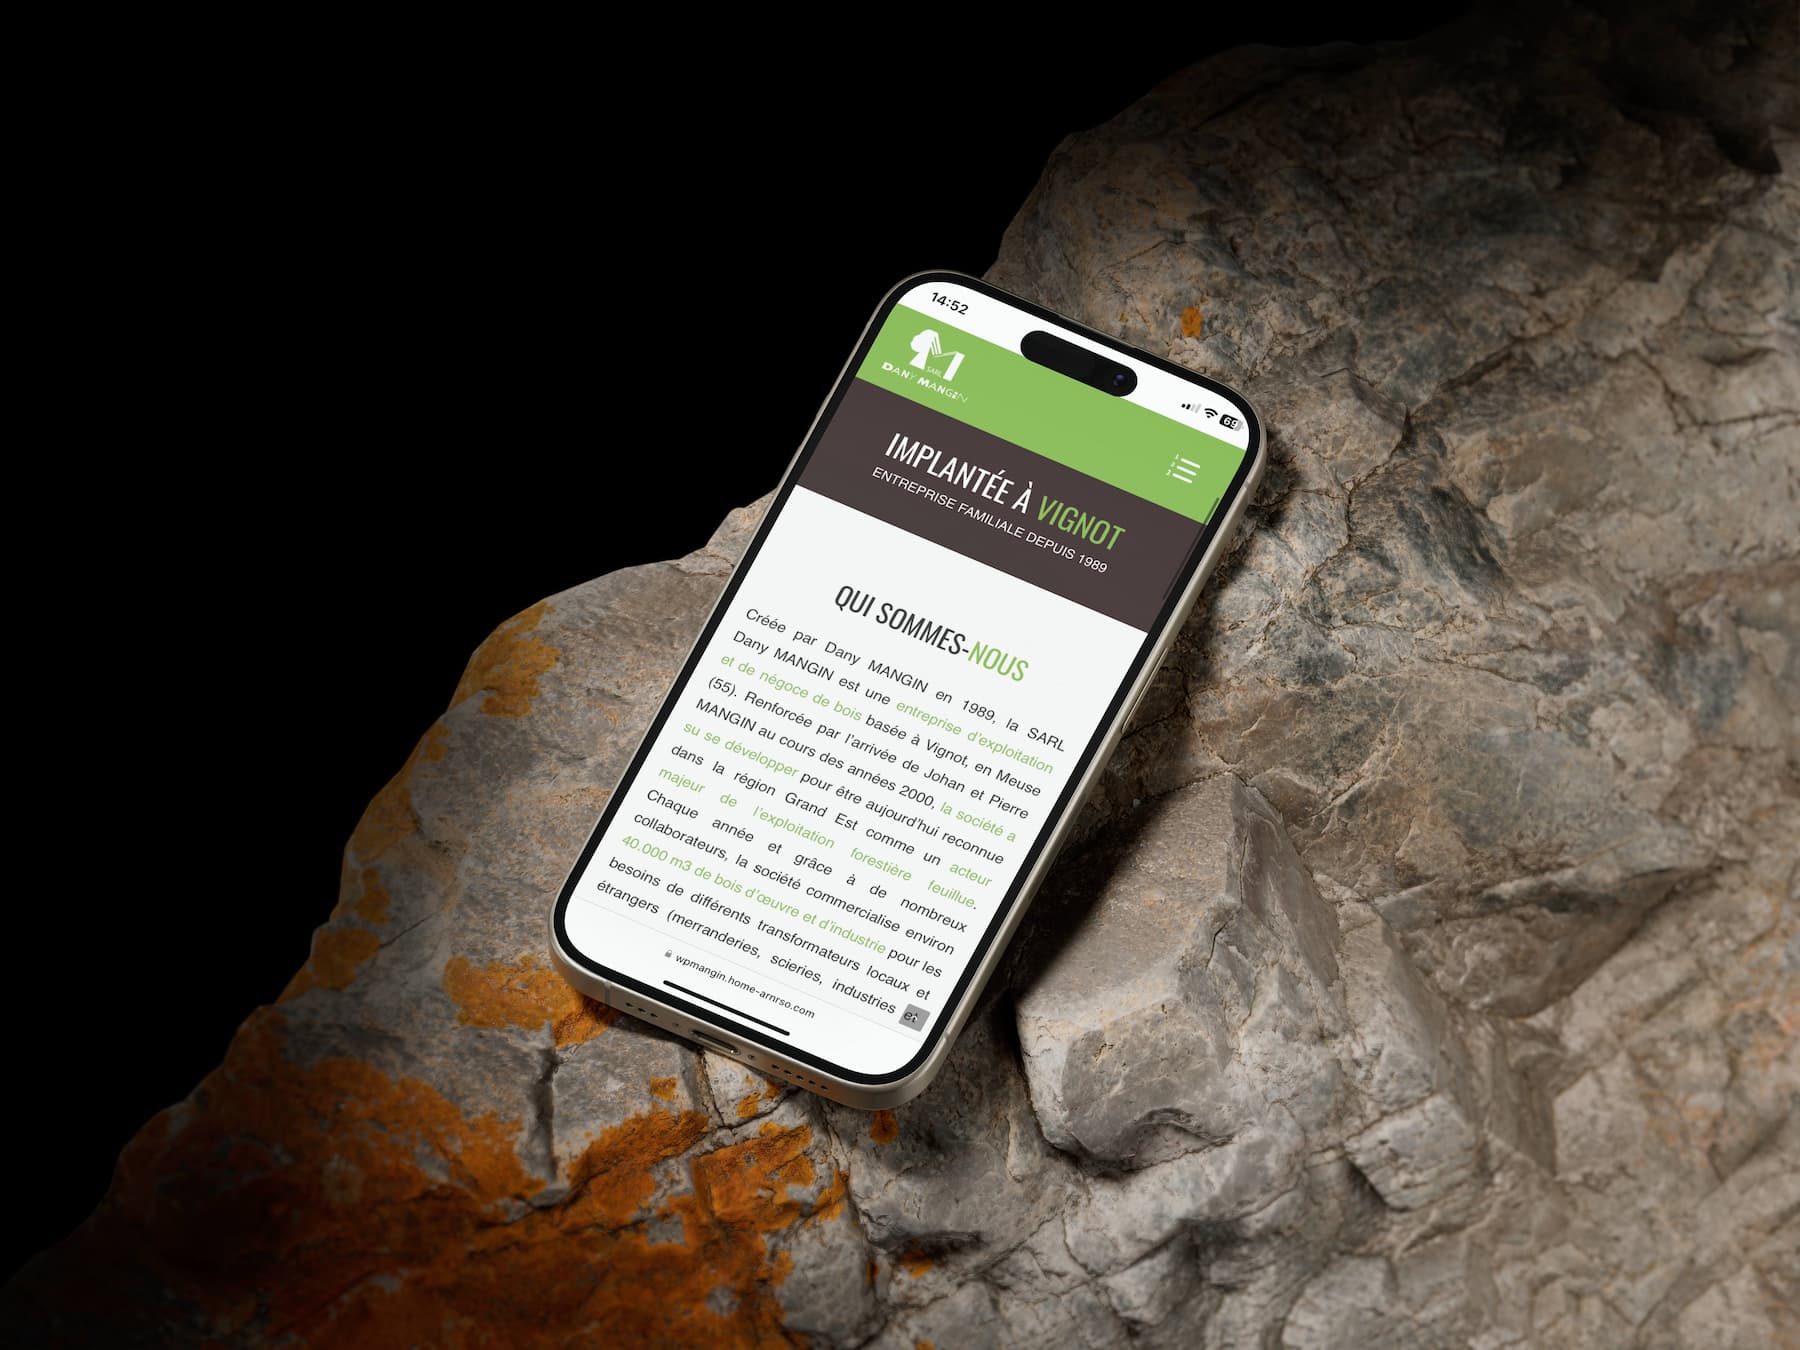 14:52
69
SARL
DANY MANGIN
IMPLANTÉE À VIGNOT
ENTREPRISE FAMILIALE DEPUIS 1989
QUI SOMMES-NOUS
Créée par Dany MANGIN en 1989, la SARL
Dany MANGIN est une entreprise d'exploitation
et de négoce de bois basée à Vignot, en Meuse
(55). Renforcée par l'arrivée de Johan et Pierre
MANGIN au cours des années 2000, la société a
su se développer pour être aujourd'hui reconnue
dans la région Grand Est comme un acteur
majeur de l'exploitation forestière feuillue.
Chaque année et grâce à de nombreux
collaborateurs, la société commercialise environ
40.000 m3 de bois d'œuvre et d'industrie pour les
besoins de différents transformateurs locaux et
étrangers (merranderies, scieries, industries et
wpmangin.home-arnrso.com